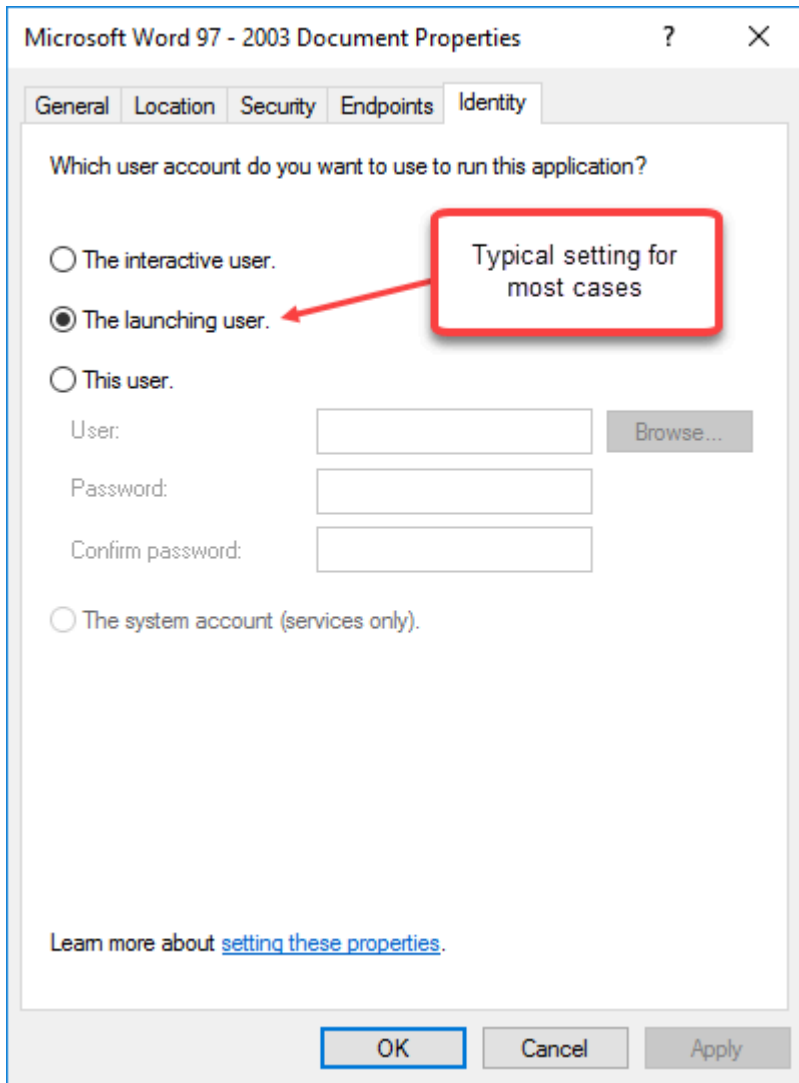 Microsoft Word 97 - 2003 Document Properties
General Location Security Endpoints Identity
Which user account do you want to use to run this application?
The interactive user.
Typical setting for
most cases
The launching user.
This user.
User:
Browse...
Password:
Confirm password:
The system account (services only).
Learn more about setting these properties.
OK Cancel Apply